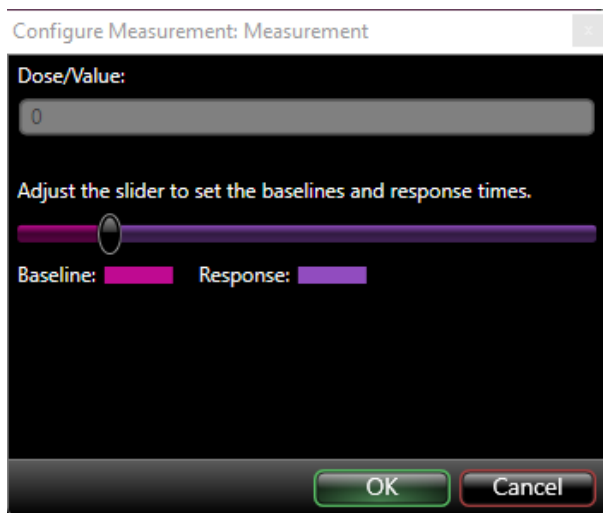 Configure Measurement: Measurement
x
Dose/Value:
0
Adjust the slider to set the baselines and response times.
Baseline: Response:
OK Cancel